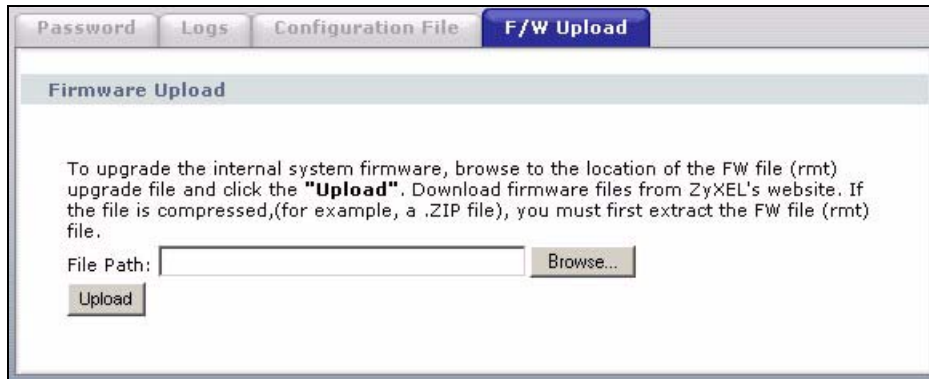 Password Logs Configuration File F/W Upload
Firmware Upload
To upgrade the internal system firmware, browse to the location of the FW file (rmt)
upgrade file and click the "Upload". Download firmware files from ZyXEL's website. If
the file is compressed,(for example, a .ZIP file), you must first extract the FW file (rmt)
file.
File Path: Browse...
Upload